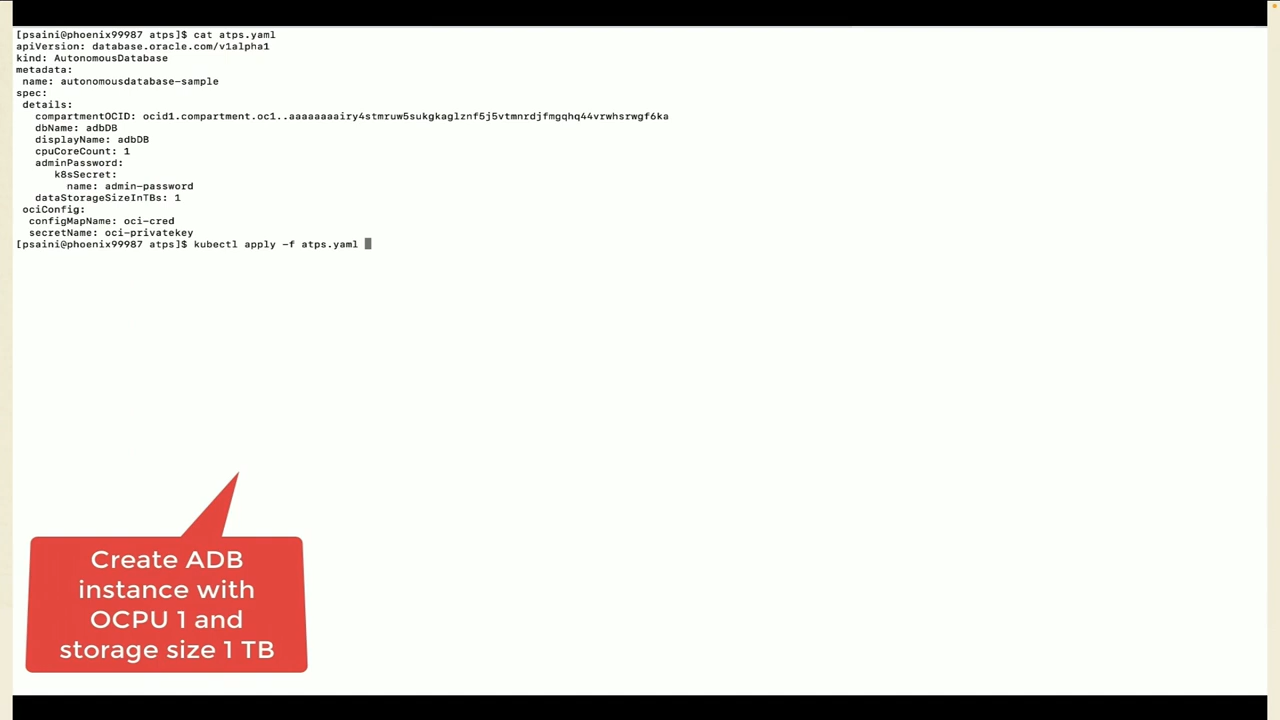 [psaini@phoenix99987 atps]$ cat atps.yaml
apiVersion: database.oracle.com/v1alpha1
kind: AutonomousDatabase
metadata:
 name: autonomousdatabase-sample
spec:
 details:
   compartmentOCID: ocid1.compartment.oc1..aaaaaaaairy4stmruw5sukgkaglznf5j5vtmnrdjfmgqhq44vrwhsrwgf6ka
   dbName: adbDB
   displayName: adbDB
   cpuCoreCount: 1
   adminPassword:
      k8sSecret:
        name: admin-password
   dataStorageSizeInTBs: 1
 ociConfig:
  configMapName: oci-cred
  secretName: oci-privatekey
[psaini@phoenix99987 atps]$ kubectl apply -f atps.yaml
Create ADB
instance with
OCPU 1 and
storage size 1 TB